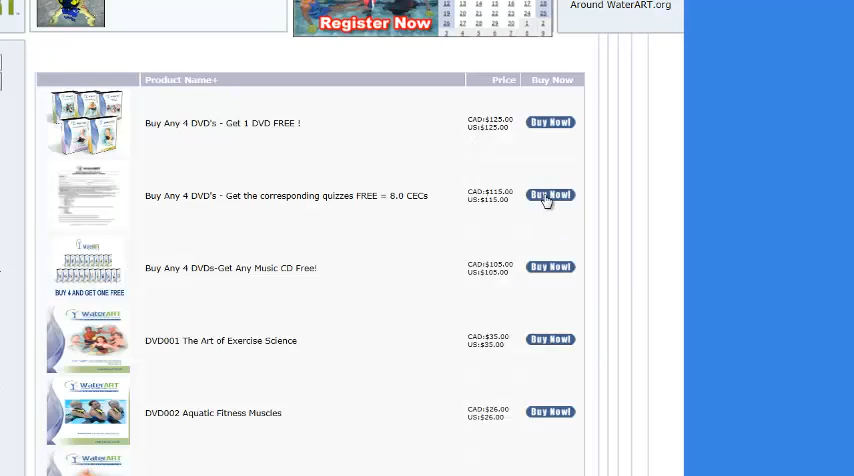 Around WaterART.org
Register Now
Product Name+ Price Buy Now
Buy Any 4 DVD's - Get 1 DVD FREE !
CAD:$125.00
US:$125.00
Buy Now!
Buy Any 4 DVD's - Get the corresponding quizzes FREE = 8.0 CECs
CAD:$115.00
US:$115.00
Buy Now!
WaterART
BUY 4 AND GET ONE FREE
Buy Any 4 DVDs-Get Any Music CD Free!
CAD:$105.00
US:$105.00
Buy Now!
WaterART
DVD001 The Art of Exercise Science
CAD:$35.00
US:$35.00
Buy Now!
WaterART
DVD002 Aquatic Fitness Muscles
CAD:$26.00
US:$26.00
Buy Now!